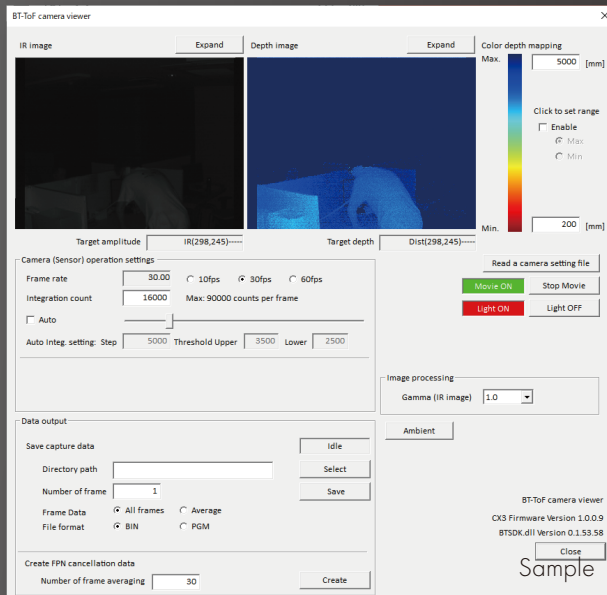 BT-ToF camera viewer
IR image
Expand
Depth image
Expand
Color depth mapping
Max.
5000 [mm]
Click to set range
Enable
Max
Min
Min.
200 [mm]
Target amplitude IR(298,245)-----
Target depth Dist(298,245)-----
Camera (Sensor) operation settings
Frame rate 30.00 10fps 30fps 60fps
Integration count 16000 Max: 90000 counts per frame
Auto
Auto Integ. setting: Step 5000 Threshold Upper 3500 Lower 2500
Read a camera setting file
Movie ON Stop Movie
Light ON Light OFF
Image processing
Gamma (IR image) 1.0
Ambient
Data output
Save capture data Idle
Directory path Select
Number of frame 1 Save
Frame Data All frames Average
File format BIN PGM
Create FPN cancellation data
Number of frame averaging 30 Create
BT-ToF camera viewer
CX3 Firmware Version 1.0.0.9
BTSDK.dll Version 0.1.53.58
Close
Sample